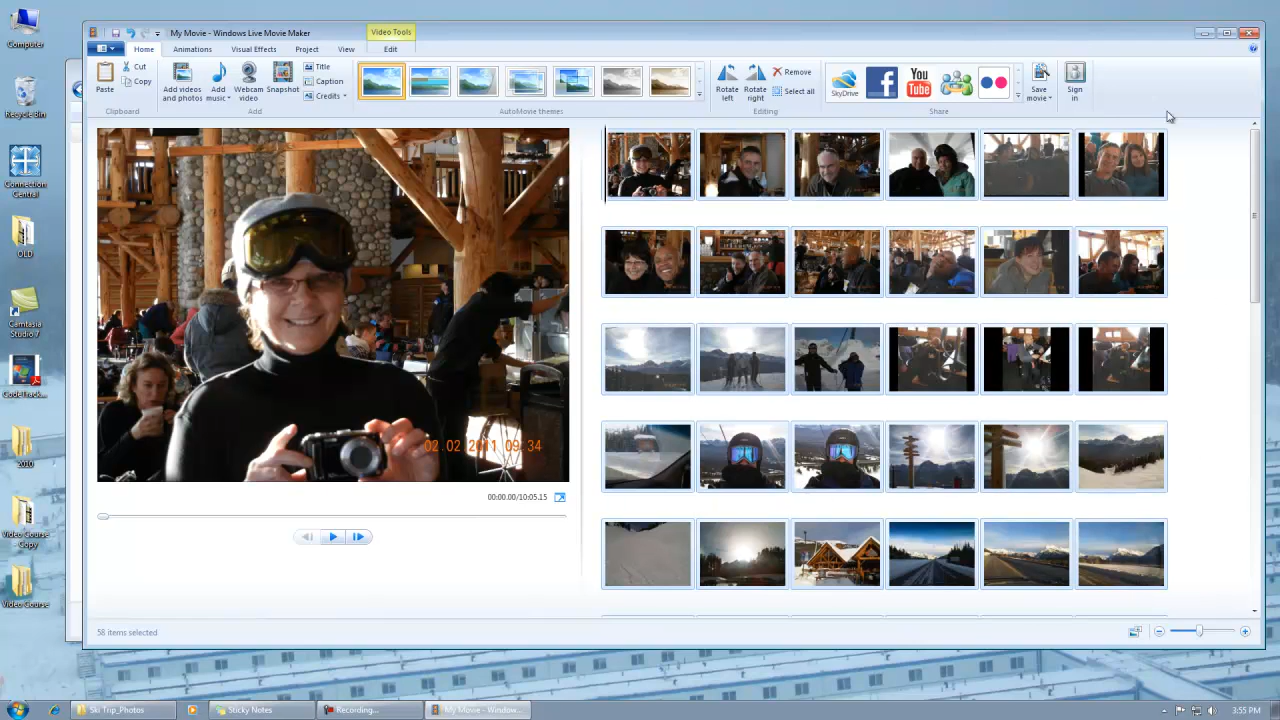 Computer
Recycle Bin
Connection
Central
OLD
Camtasia
Studio 7
CodeTrack...
2010
Video Course
- Copy
Video Course
My Movie - Windows Live Movie Maker
Video Tools
Home
Animations
Visual Effects
Project
View
Edit
Paste
Cut
Copy
Clipboard
Add videos
and photos
Add
music
Webcam
video
Snapshot
Title
Caption
Credits
Add
AutoMovie themes
Rotate
left
Rotate
right
Remove
Select all
Editing
SkyDrive
You
Tube
Share
Save
movie
Sign
in
02.02.2011 09:34
00:00.00/10:05.15
58 items selected
Ski Trip_Photos
Sticky Notes
Recording...
My Movie - Window...
3:55 PM